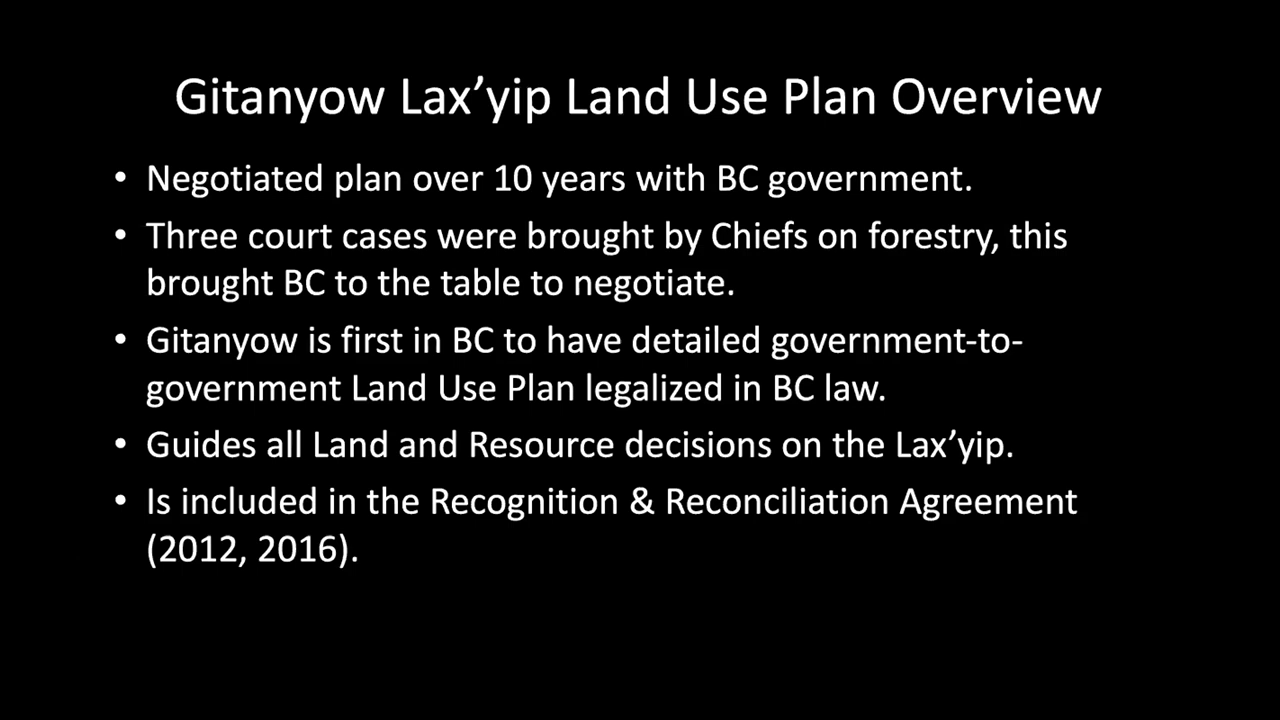 Gitanyow Lax’yip Land Use Plan Overview
• Negotiated plan over 10 years with BC government.
• Three court cases were brought by Chiefs on forestry, this
brought BC to the table to negotiate.
• Gitanyow is first in BC to have detailed government-to-
government Land Use Plan legalized in BC law.
• Guides all Land and Resource decisions on the Lax’yip.
• Is included in the Recognition & Reconciliation Agreement
(2012, 2016).